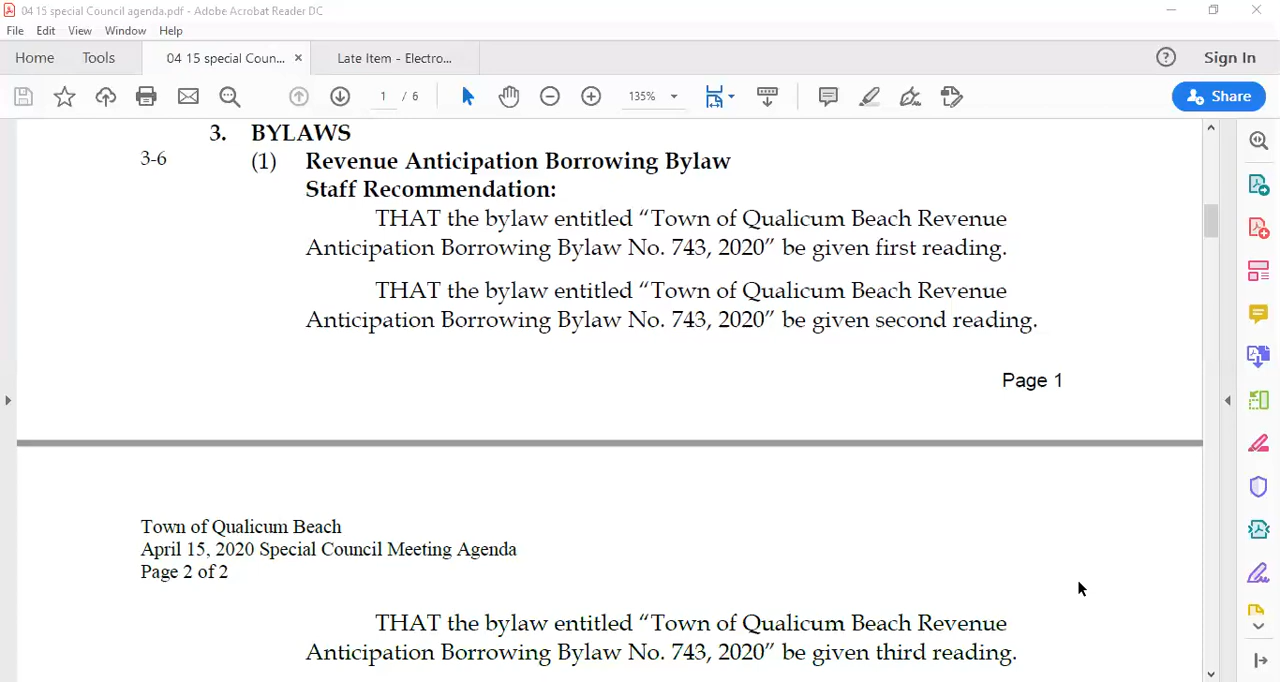 04 15 special Council agenda.pdf - Adobe Acrobat Reader DC
File Edit View Window Help
Home Tools 04 15 special Coun... × Late Item - Electro... Sign In
1 / 6 135% Share
3. BYLAWS
3-6 (1) Revenue Anticipation Borrowing Bylaw
Staff Recommendation:
THAT the bylaw entitled “Town of Qualicum Beach Revenue
Anticipation Borrowing Bylaw No. 743, 2020” be given first reading.
THAT the bylaw entitled “Town of Qualicum Beach Revenue
Anticipation Borrowing Bylaw No. 743, 2020” be given second reading.
Page 1
Town of Qualicum Beach
April 15, 2020 Special Council Meeting Agenda
Page 2 of 2
THAT the bylaw entitled “Town of Qualicum Beach Revenue
Anticipation Borrowing Bylaw No. 743, 2020” be given third reading.